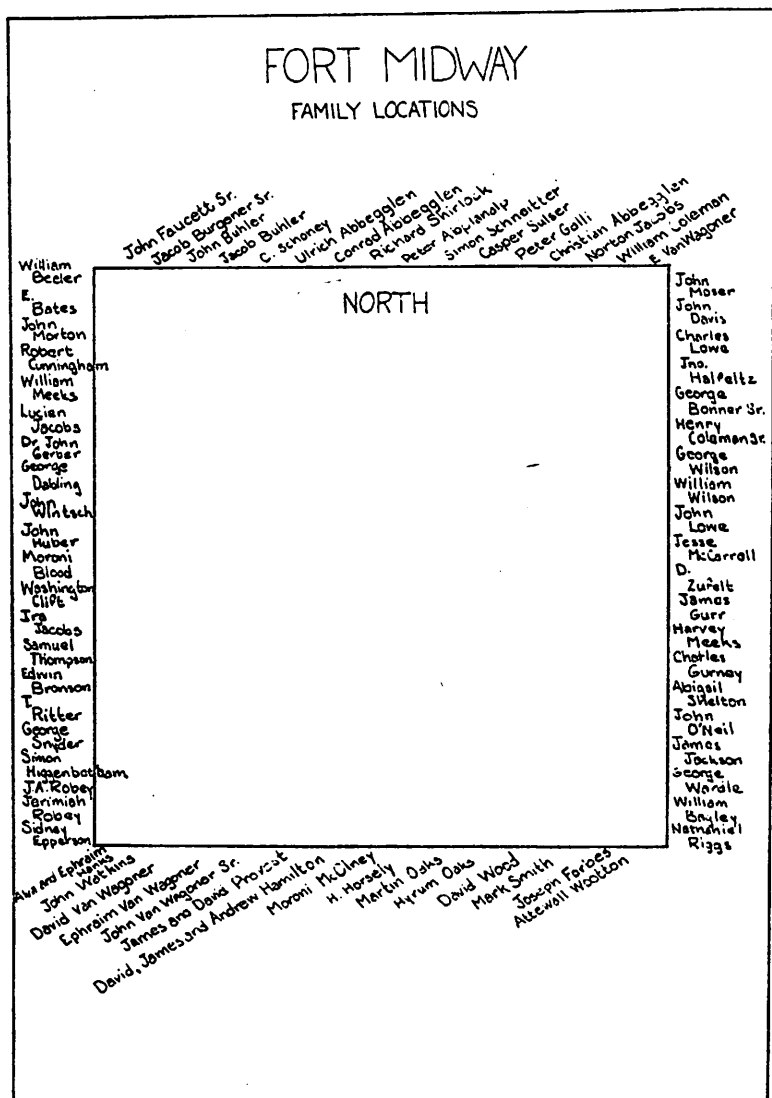 FORT MIDWAY
FAMILY LOCATIONS
John Faucett Sr.
Jacob Burgener Sr.
John Buhler
Jacob Buhler
C. Schoney
Ulrich Abbegglen
Conrad Abbegglen
Richard Shirlock
Peter Abplanalp
Simon Schneitter
Casper Sulser
Peter Galli
Christian Abbegglen
Norton Jacobs
William Coleman
E. VanWagoner
NORTH
William
Beeler
E.
Bates
John
Morton
Robert
Cunningham
William
Meeks
Lucien
Jacobs
Dr. John
Gerber
George
Dabling
John
Wintsch
John
Huber
Moroni
Blood
Washington
Clift
Ira
Jacobs
Samuel
Thompson
Edwin
Bronson
T.
Ritter
George
Snyder
Simon
Higgenbotham
J.A. Robey
Jarimiah
Robey
Sidney
Epperson
John
Moser
John
Davis
Charles
Lowe
Jno.
Halfeltz
George
Bonner Sr.
Henry
Coleman Sr.
George
Wilson
William
Wilson
John
Lowe
Jesse
McCarroll
D.
Zufelt
James
Gurr
Harvey
Meeks
Charles
Gurney
Abigail
Shelton
John
O'Neil
James
Jackson
George
Wardle
William
Bagley
Nathaniel
Riggs
Alva and Ephraim
Hanks
John Watkins
David Van Wagoner
Ephraim Van Wagoner
John Van Wagoner Sr.
James and David Provost
David, James and Andrew Hamilton
Moroni McOlney
H. Horsely
Martin Oaks
Hyrum Oaks
David Wood
Mark Smith
Joseph Forbes
Attewall Wootton